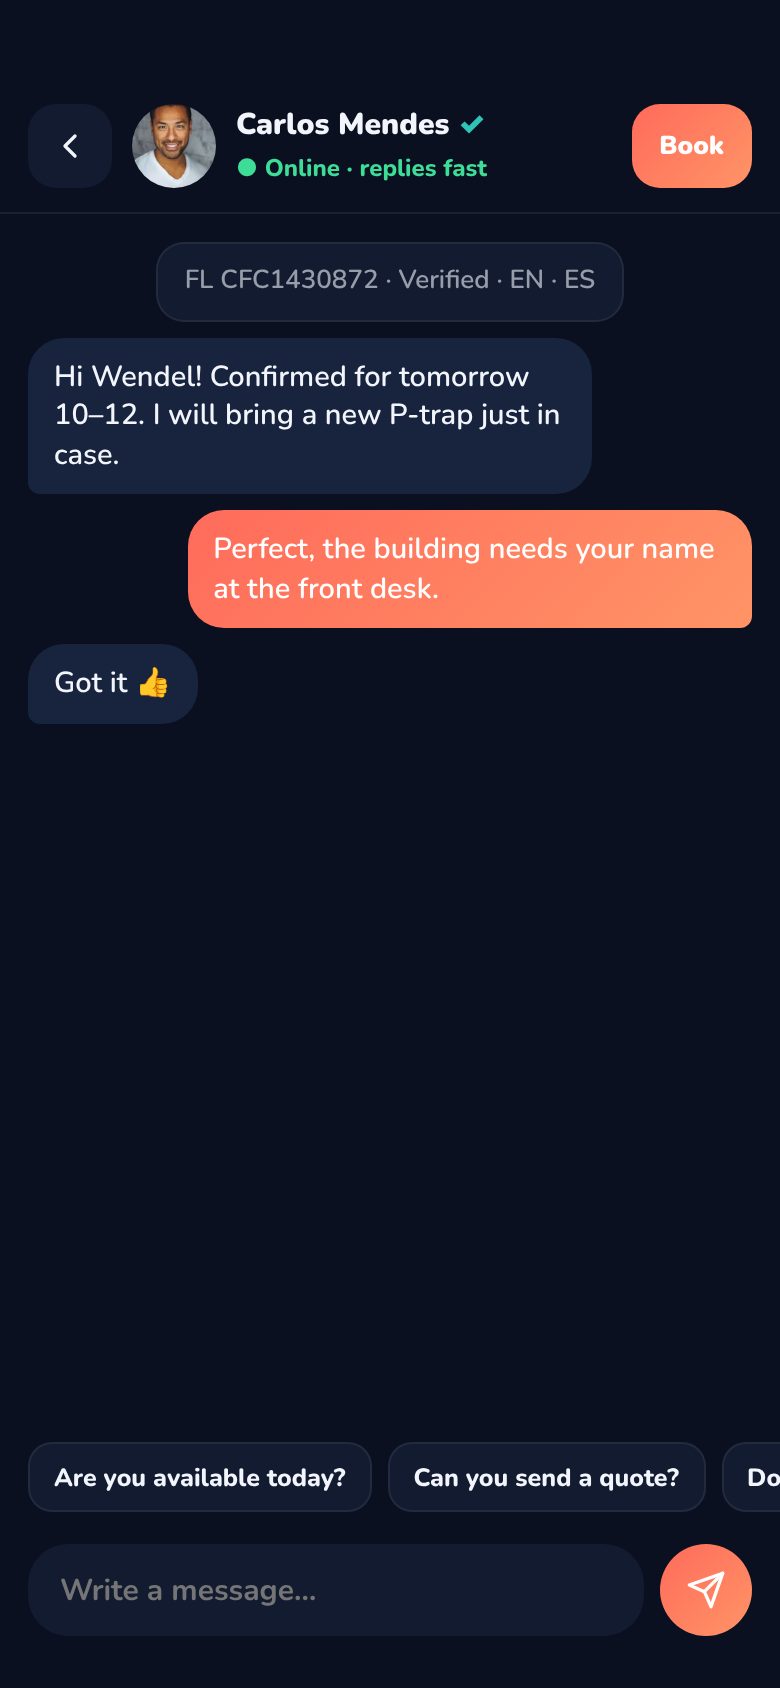 Carlos Mendes ✓
Online · replies fast
Book
FL CFC1430872 · Verified · EN · ES
Hi Wendel! Confirmed for tomorrow
10–12. I will bring a new P-trap just in
case.
Perfect, the building needs your name
at the front desk.
Got it 👍
Are you available today?
Can you send a quote?
Do
Write a message...